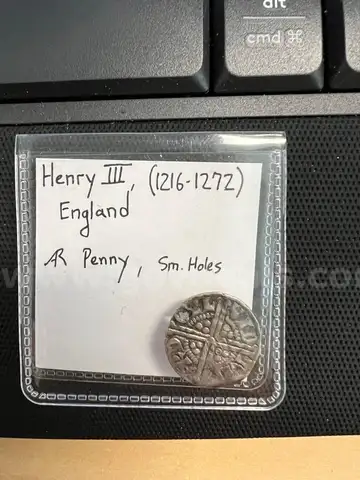 alt
cmd ⌘
Henry III, (1216-1272)
England
AR Penny, Sm. Holes